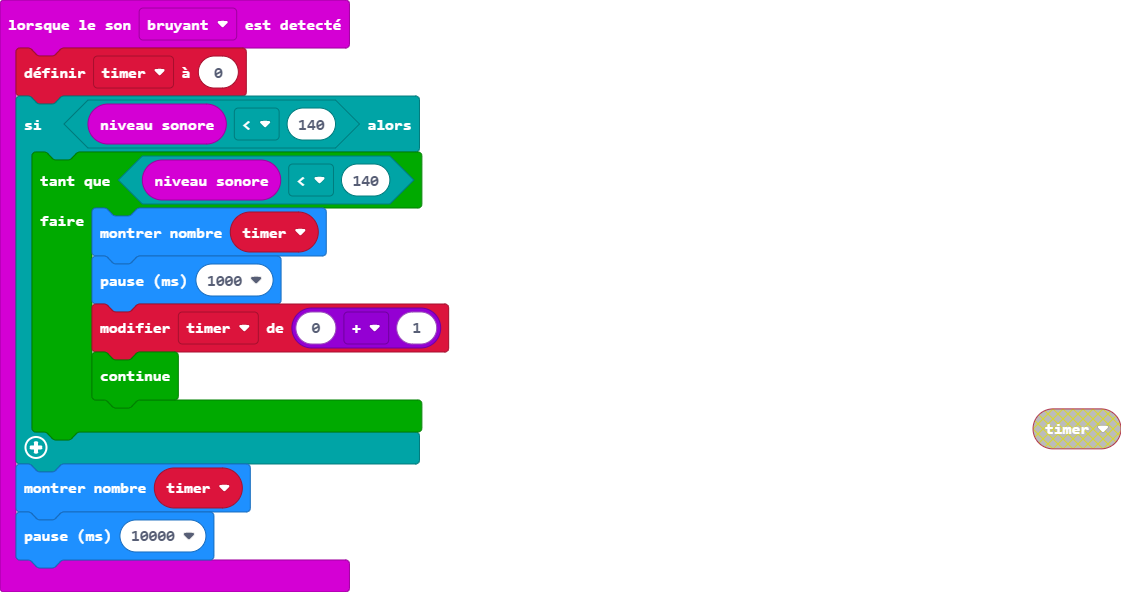 lorsque le son bruyant est detecté
définir timer à 0
si niveau sonore < 140 alors
tant que niveau sonore < 140
faire
montrer nombre timer
pause (ms) 1000
modifier timer de 0 + 1
continue
timer
montrer nombre timer
pause (ms) 10000